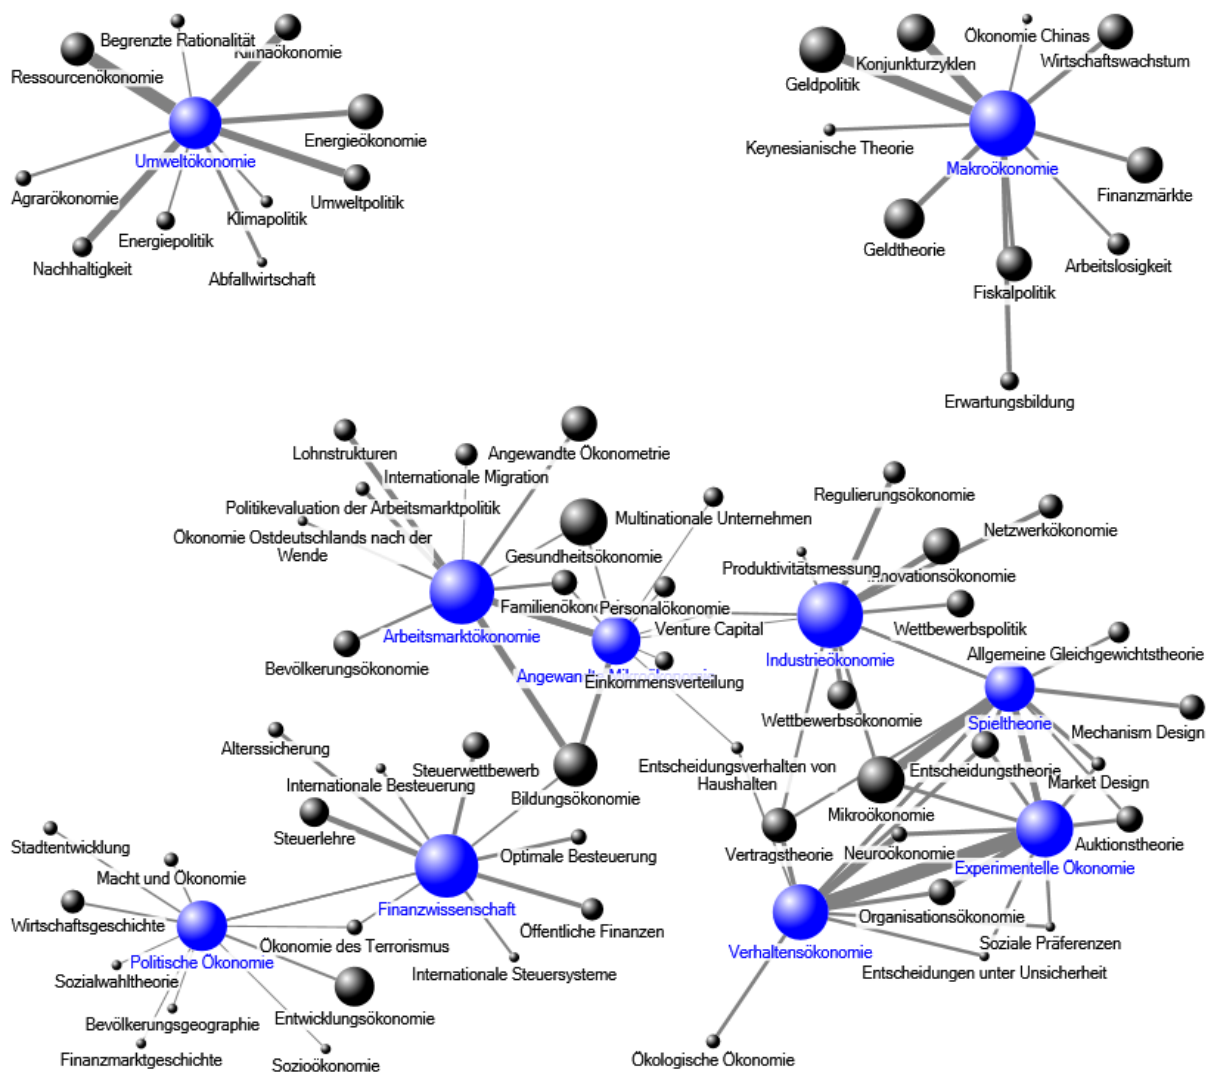 Begrenzte Rationalität
Klimaökonomie
Ressourcenökonomie
Energieökonomie
Umweltökonomie
Agrarökonomie
Umweltpolitik
Klimapolitik
Energiepolitik
Nachhaltigkeit
Abfallwirtschaft
Ökonomie Chinas
Konjunkturzyklen
Wirtschaftswachstum
Geldpolitik
Keynesianische Theorie
Makroökonomie
Finanzmärkte
Geldtheorie
Arbeitslosigkeit
Fiskalpolitik
Erwartungsbildung
Lohnstrukturen
Angewandte Ökonometrie
Internationale Migration
Politikevaluation der Arbeitsmarktpolitik
Ökonomie Ostdeutschlands nach der
Wende
Multinationale Unternehmen
Gesundheitsökonomie
Familienökono
Personalökonomie
Venture Capital
Arbeitsmarktökonomie
Bevölkerungsökonomie
Angewandte Mikroökonomie
Einkommensverteilung
Regulierungsökonomie
Netzwerkökonomie
Produktivitätsmessung
Innovationsökonomie
Wettbewerbspolitik
Industrieökonomie
Allgemeine Gleichgewichtstheorie
Wettbewerbsökonomie
Spieltheorie
Mechanism Design
Entscheidungsverhalten von
Haushalten
Entscheidungstheorie
Market Design
Mikroökonomie
Vertragstheorie
Neuroökonomie
Auktionstheorie
Experimentelle Ökonomie
Organisationsökonomie
Soziale Präferenzen
Verhaltensökonomie
Entscheidungen unter Unsicherheit
Ökologische Ökonomie
Alterssicherung
Steuerwettbewerb
Internationale Besteuerung
Bildungsökonomie
Steuerlehre
Optimale Besteuerung
Finanzwissenschaft
Öffentliche Finanzen
Internationale Steuersysteme
Stadtentwicklung
Macht und Ökonomie
Wirtschaftsgeschichte
Ökonomie des Terrorismus
Politische Ökonomie
Sozialwahltheorie
Entwicklungsökonomie
Bevölkerungsgeographie
Finanzmarktgeschichte
Sozioökonomie